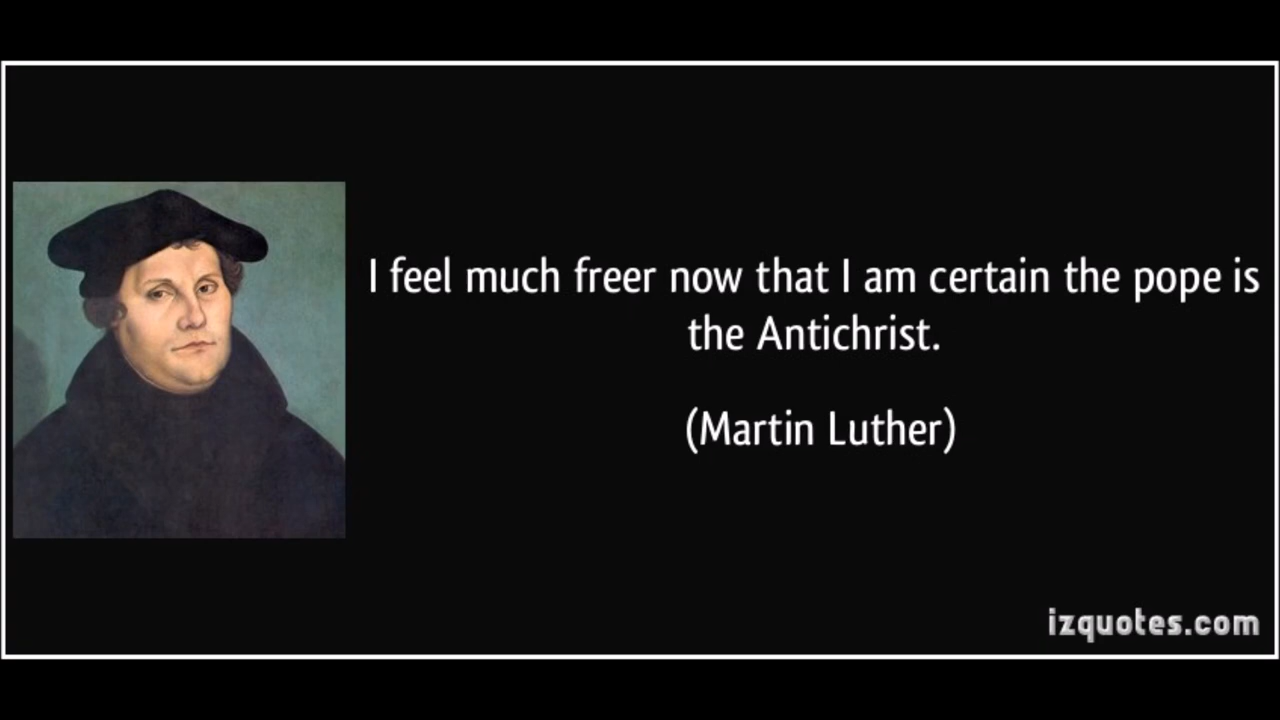 I feel much freer now that I am certain the pope is
the Antichrist.
(Martin Luther)
izquotes.com